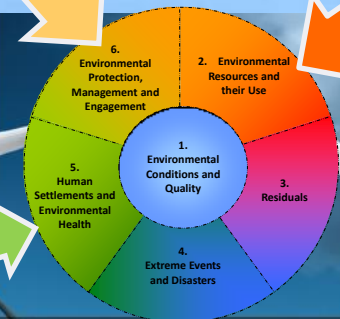 1.
Environmental
Conditions and
Quality
2. Environmental
Resources and
their Use
3.
Residuals
4.
Extreme Events
and Disasters
5.
Human
Settlements and
Environmental
Health
6.
Environmental
Protection,
Management and
Engagement